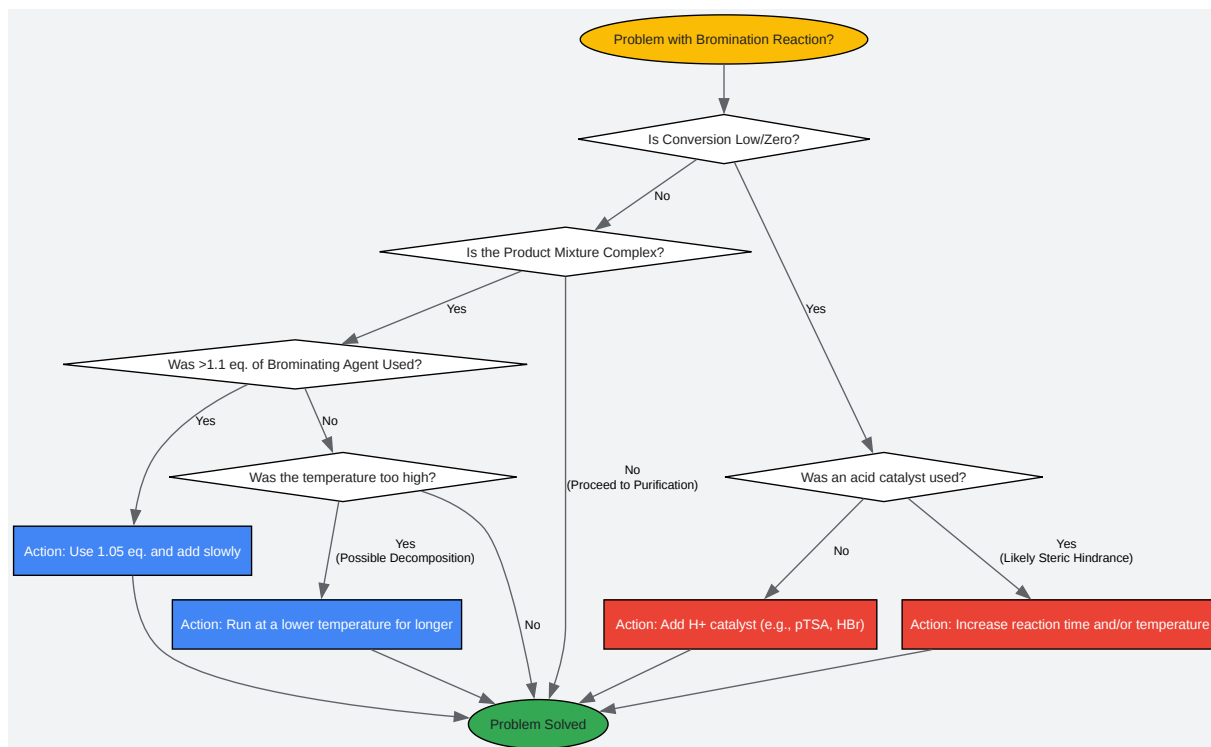 Problem with Bromination Reaction?
Is Conversion Low/Zero?
No
Is the Product Mixture Complex?
Yes
Yes
Was >1.1 eq. of Brominating Agent Used?
Yes
No
Was the temperature too high?
No
(Proceed to Purification)
Was an acid catalyst used?
Action: Use 1.05 eq. and add slowly
Yes
(Possible Decomposition)
No
Yes
(Likely Steric Hindrance)
Action: Run at a lower temperature for longer
No
Action: Add H+ catalyst (e.g., pTSA, HBr)
Action: Increase reaction time and/or temperature
Problem Solved